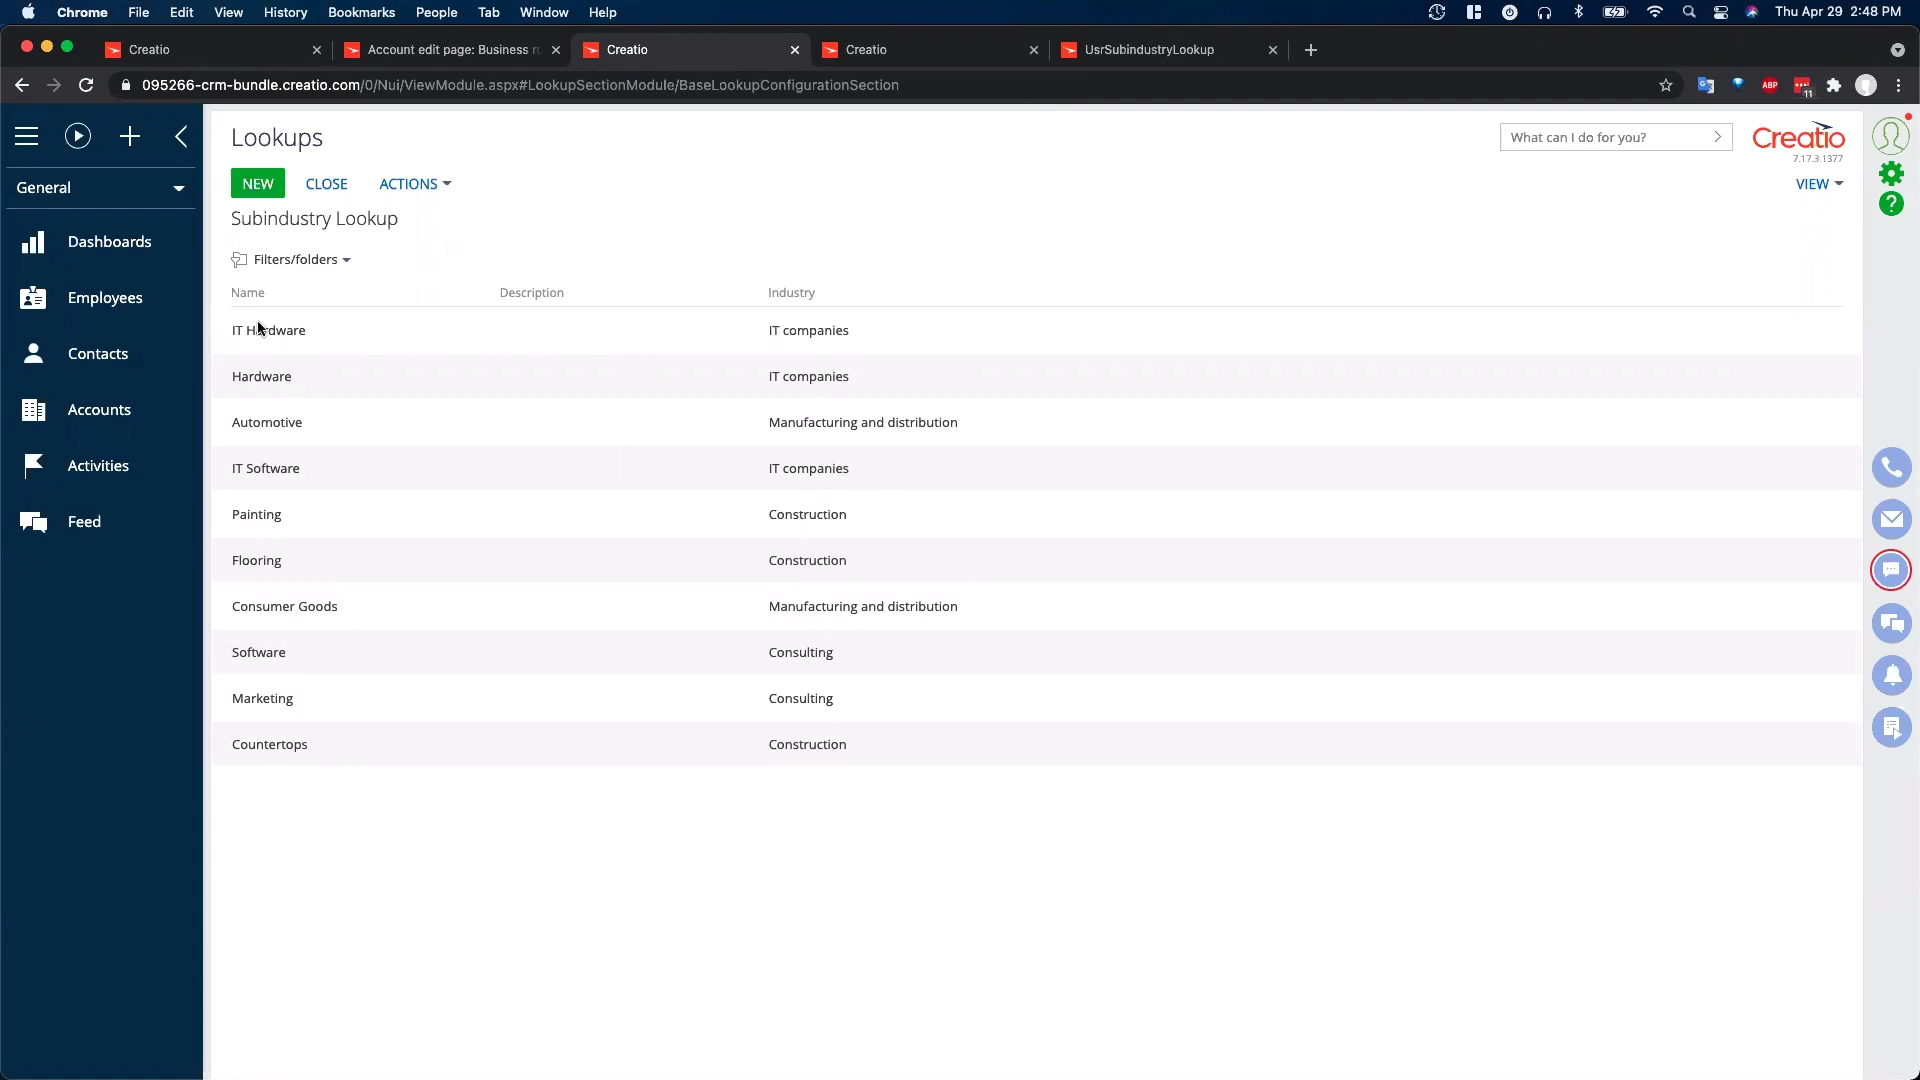 Chrome File Edit View History Bookmarks People Tab Window Help Thu Apr 29 2:48 PM
Creatio Account edit page: Business Creatio Creatio UsrSubindustryLookup
095266-crm-bundle.creatio.com/0/Nui/ViewModule.aspx#LookupSectionModule/BaseLookupConfigurationSection ABP 11
Lookups What can I do for you? Creatio
7.17.3.1377
General NEW CLOSE ACTIONS VIEW
Subindustry Lookup
Dashboards
Filters/folders
Employees
Name Description Industry
IT Hardware IT companies
Contacts
Hardware IT companies
Accounts
Automotive Manufacturing and distribution
Activities
IT Software IT companies
Painting Construction
Feed
Flooring Construction
Consumer Goods Manufacturing and distribution
Software Consulting
Marketing Consulting
Countertops Construction